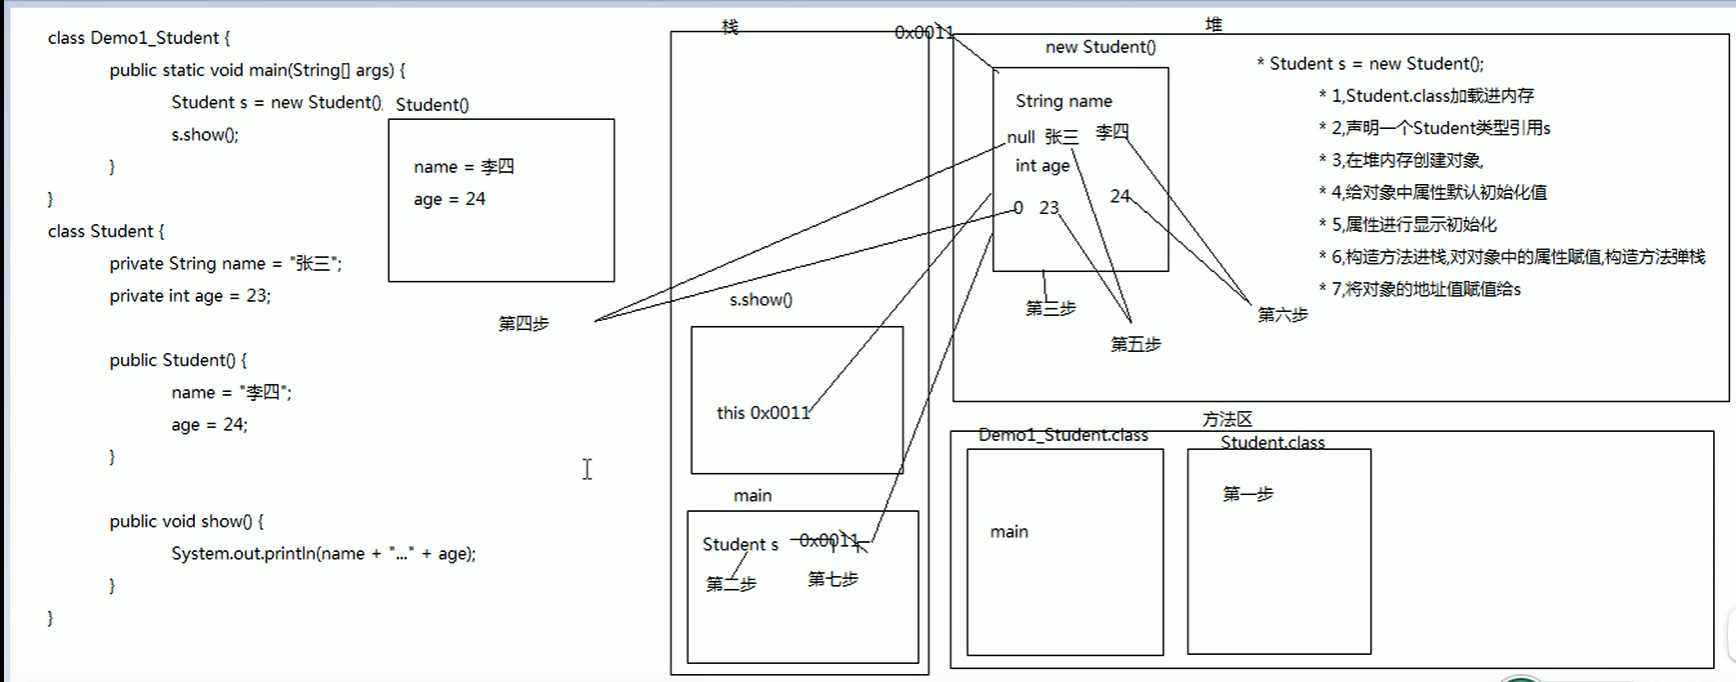 class Demo1_Student {
public static void main(String[] args) {
Student s = new Student();
s.show();
}
}
class Student {
private String name = "张三";
private int age = 23;
public Student() {
name = "李四";
age = 24;
}
public void show() {
System.out.println(name + "..." + age);
}
}
Student()
name = 李四
age = 24
第四步
栈
s.show()
this 0x0011
main
Student s 0x0011
第二步 第七步
0x0011
堆
new Student()
String name
null 张三 李四
int age
0 23 24
第三步
第五步
第六步
* Student s = new Student();
* 1,Student.class加载进内存
* 2,声明一个Student类型引用s
* 3,在堆内存创建对象,
* 4,给对象中属性默认初始化值
* 5,属性进行显示初始化
* 6,构造方法进栈,对对象中的属性赋值,构造方法弹栈
* 7,将对象的地址值赋值给s
方法区
Demo1_Student.class
main
Student.class
第一步